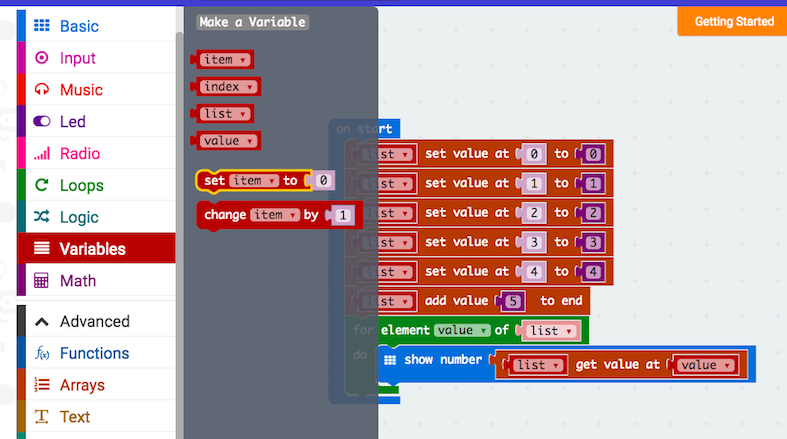 Getting Started
Basic
Input
Music
Led
Radio
Loops
Logic
Variables
Math
Advanced
Functions
Arrays
Text
Make a Variable
item
index
list
value
set item to 0
change item by 1
on start
list set value at 0 to 0
list set value at 1 to 1
list set value at 2 to 2
list set value at 3 to 3
list set value at 4 to 4
list add value 5 to end
for element value of list
do
show number list get value at value